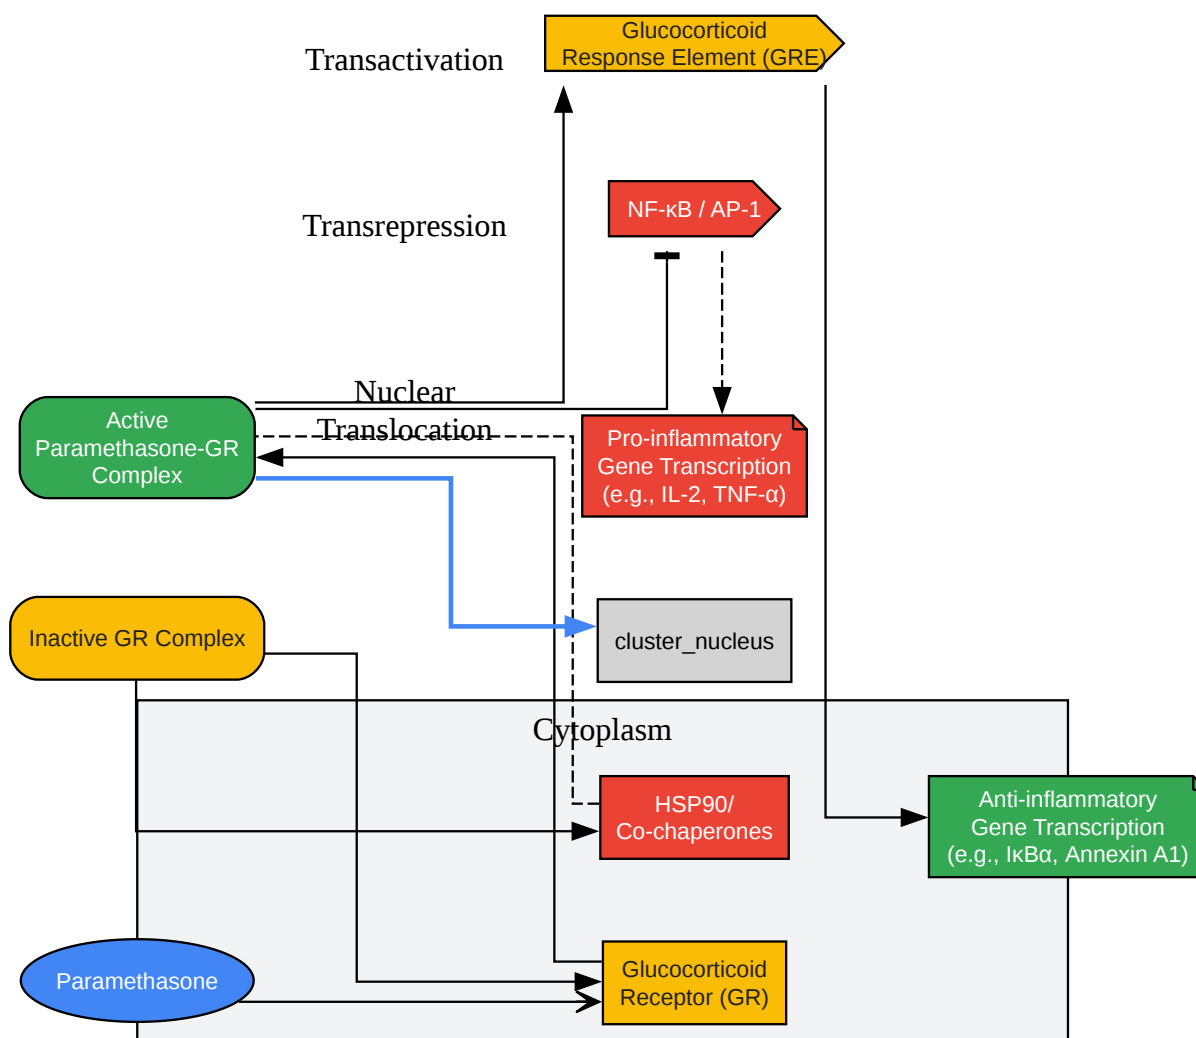 Glucocorticoid
Response Element (GRE)
Transactivation
NF-κB / AP-1
Transrepression
Nuclear
Translocation
Active
Paramethasone-GR
Complex
Pro-inflammatory
Gene Transcription
(e.g., IL-2, TNF-α)
Inactive GR Complex
cluster_nucleus
Cytoplasm
HSP90/
Co-chaperones
Anti-inflammatory
Gene Transcription
(e.g., IκBα, Annexin A1)
Paramethasone
Glucocorticoid
Receptor (GR)